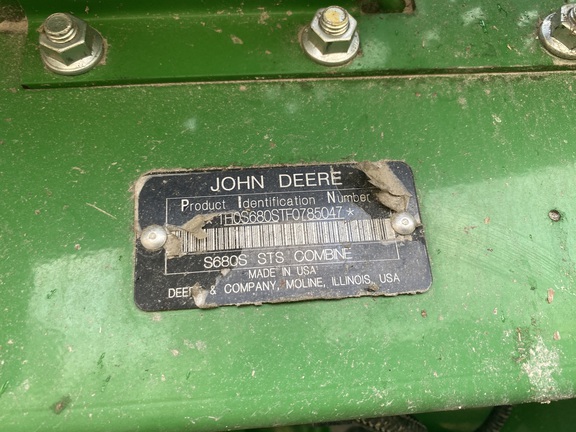 JOHN DEERE
Product Identification Number
1H0S680STF0785047*
S680S STS COMBINE
MADE IN USA
DEERE & COMPANY, MOLINE, ILLINOIS, USA